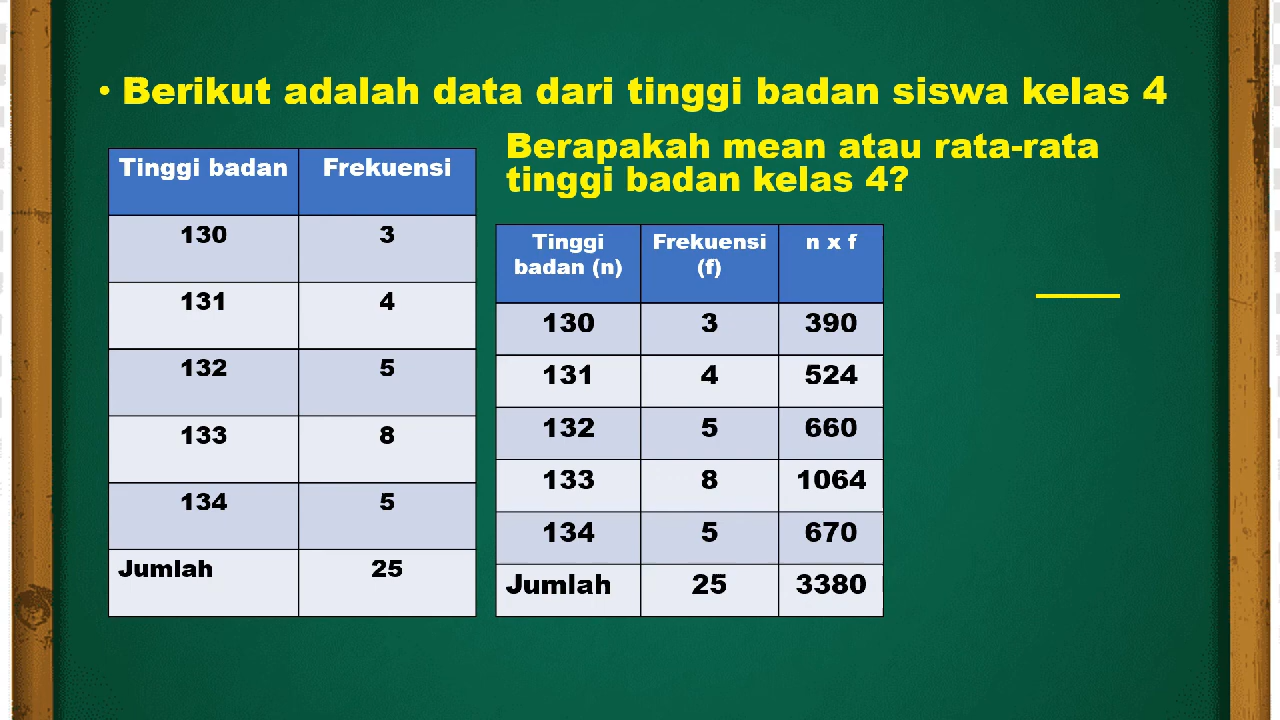 • Berikut adalah data dari tinggi badan siswa kelas 4
Berapakah mean atau rata-rata
tinggi badan kelas 4?
Tinggi badan Frekuensi
130 3
131 4
132 5
133 8
134 5
Jumlah 25
Tinggi badan (n) Frekuensi (f) n x f
130 3 390
131 4 524
132 5 660
133 8 1064
134 5 670
Jumlah 25 3380